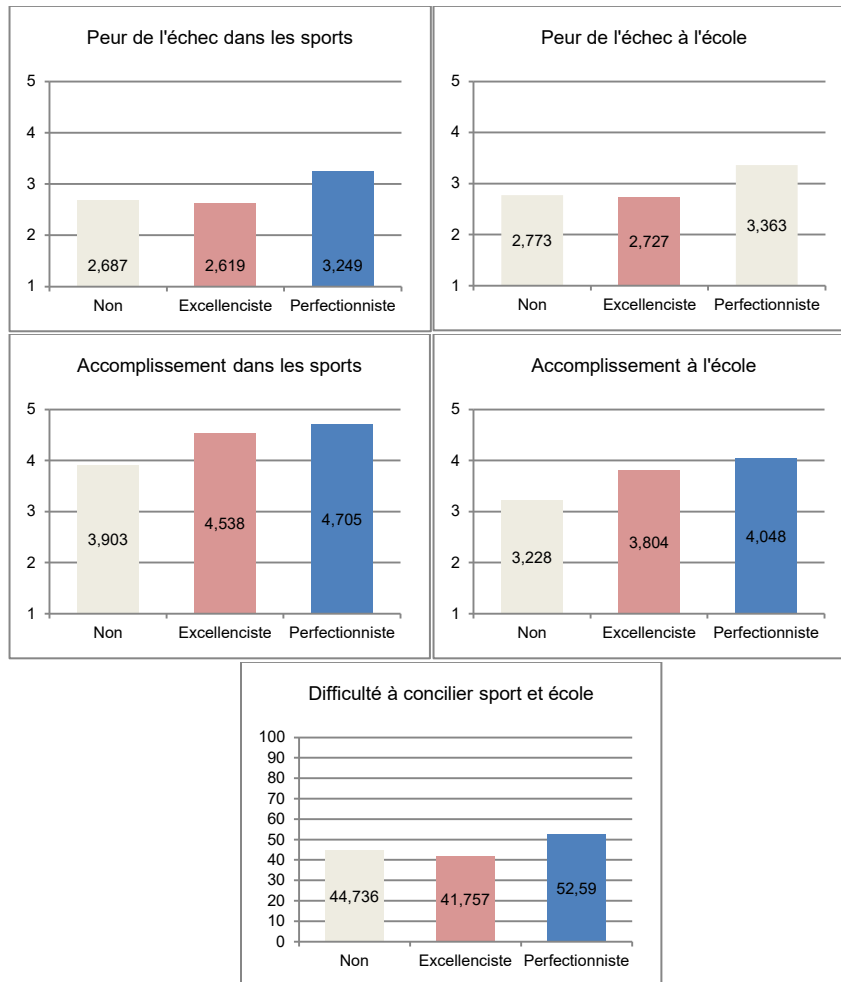 Peur de l'échec dans les sports
5
4
3
2
1
2,687
2,619
3,249
Non
Excellenciste
Perfectionniste
Peur de l'échec à l'école
5
4
3
2
1
2,773
2,727
3,363
Non
Excellenciste
Perfectionniste
Accomplissement dans les sports
5
4
3
2
1
3,903
4,538
4,705
Non
Excellenciste
Perfectionniste
Accomplissement à l'école
5
4
3
2
1
3,228
3,804
4,048
Non
Excellenciste
Perfectionniste
Difficulté à concilier sport et école
100
90
80
70
60
50
40
30
20
10
0
44,736
41,757
52,59
Non
Excellenciste
Perfectionniste